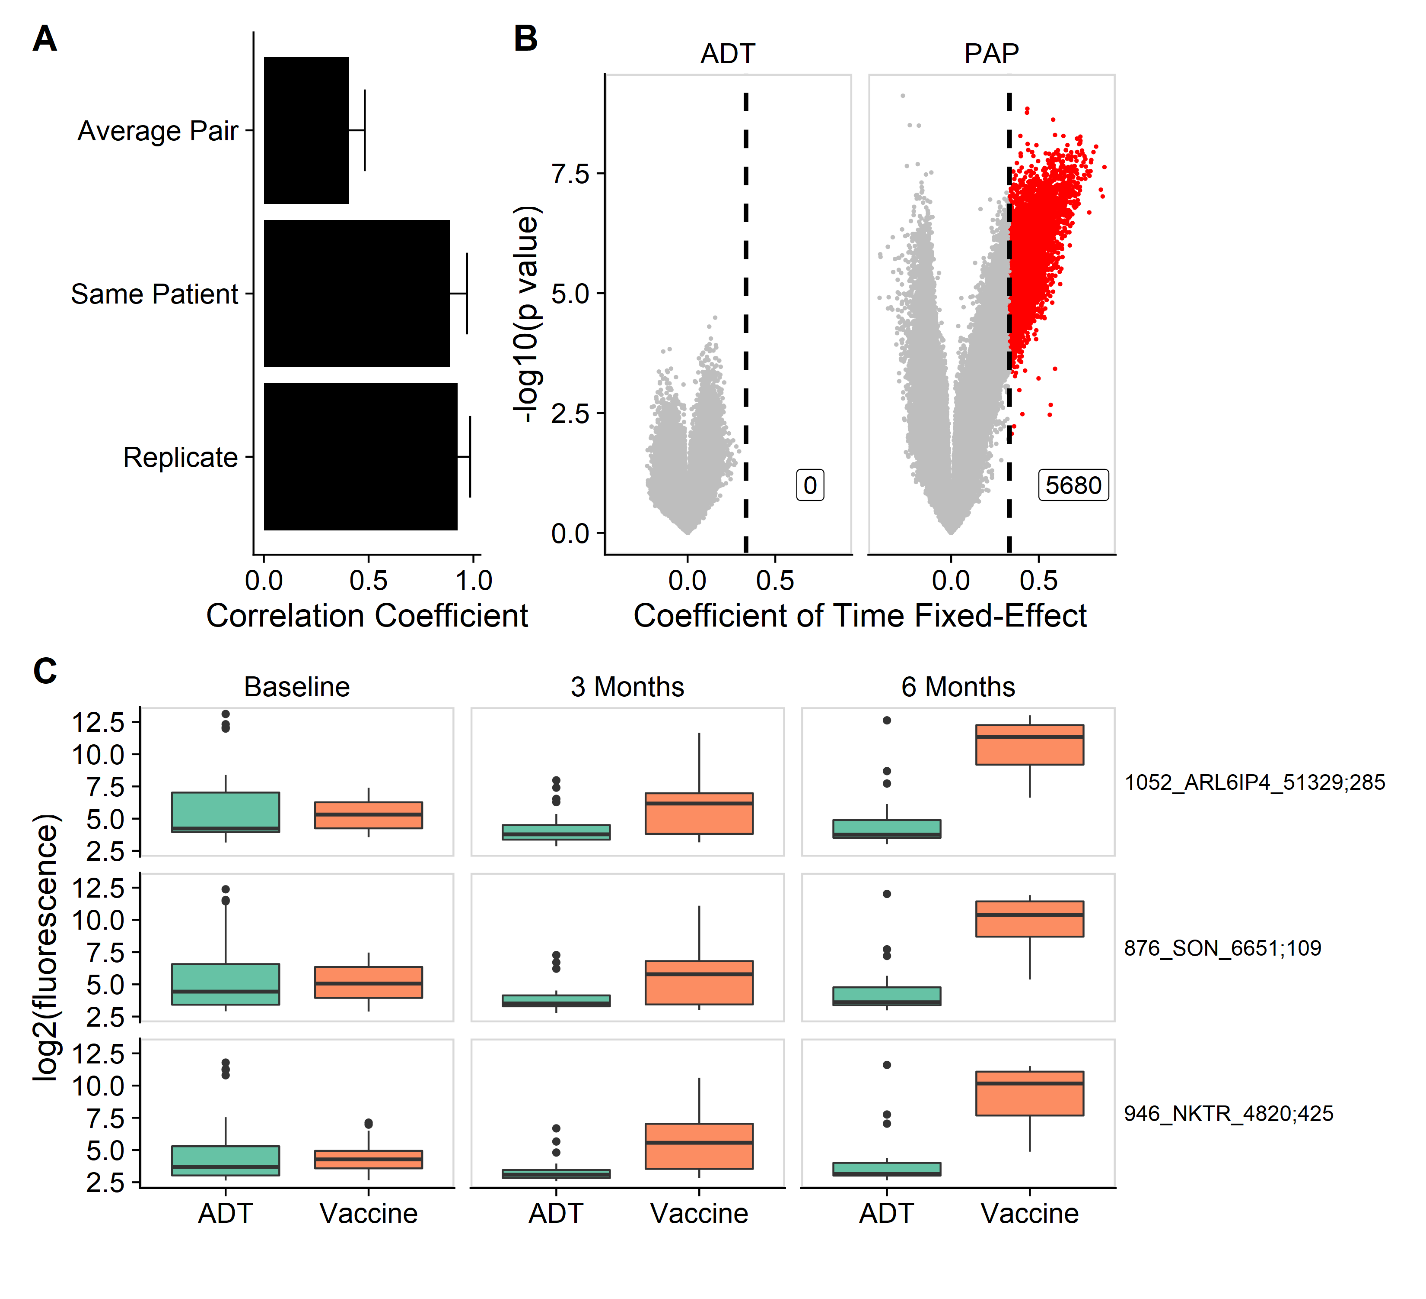 A
Average Pair
Same Patient
Replicate
0.0 0.5 1.0
Correlation Coefficient
B
ADT PAP
-log10(p value)
7.5
5.0
2.5
0.0
0 5680
0.0 0.5 0.0 0.5
Coefficient of Time Fixed-Effect
C
Baseline 3 Months 6 Months
log2(fluorescence)
12.5
10.0
7.5
5.0
2.5
1052_ARL6IP4_51329;285
12.5
10.0
7.5
5.0
2.5
876_SON_6651;109
12.5
10.0
7.5
5.0
2.5
946_NKTR_4820;425
ADT Vaccine ADT Vaccine ADT Vaccine